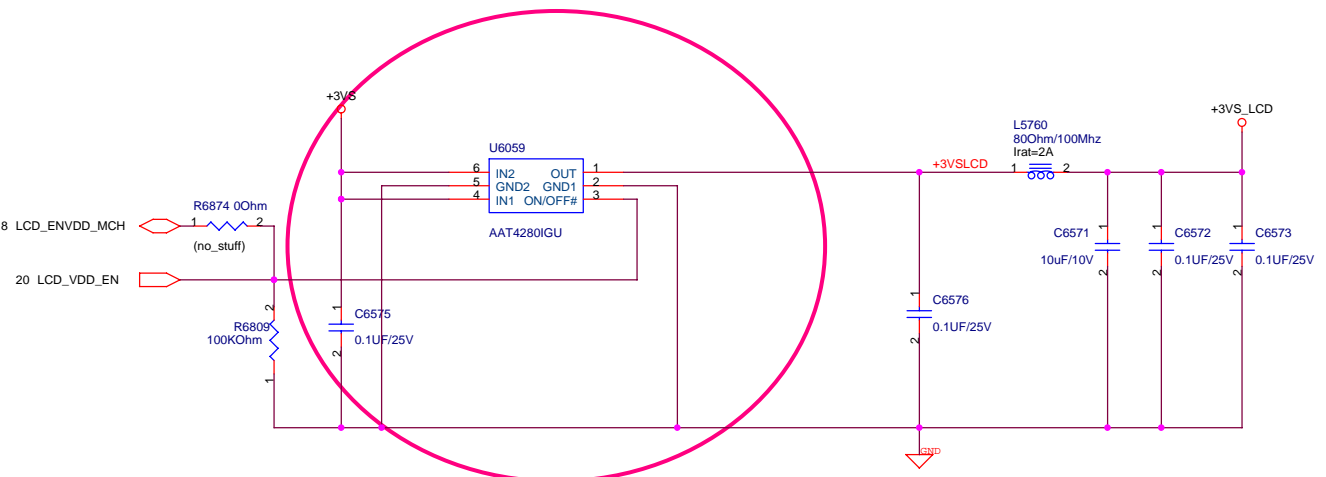 +3VS
+3VS_LCD
L5760
80Ohm/100Mhz
Irat=2A
U6059
+3VSLCD
1 2
6 IN2 OUT 1
5 GND2 GND1 2
4 IN1 ON/OFF# 3
AAT4280IGU
R6874 0Ohm
8 LCD_ENVDD_MCH
1 2
(no_stuff)
20 LCD_VDD_EN
C6571
10uF/10V
1
2
C6572
0.1UF/25V
1
2
C6573
0.1UF/25V
1
2
C6576
0.1UF/25V
1
2
C6575
0.1UF/25V
1
2
R6809
100KOhm
2
1
GND